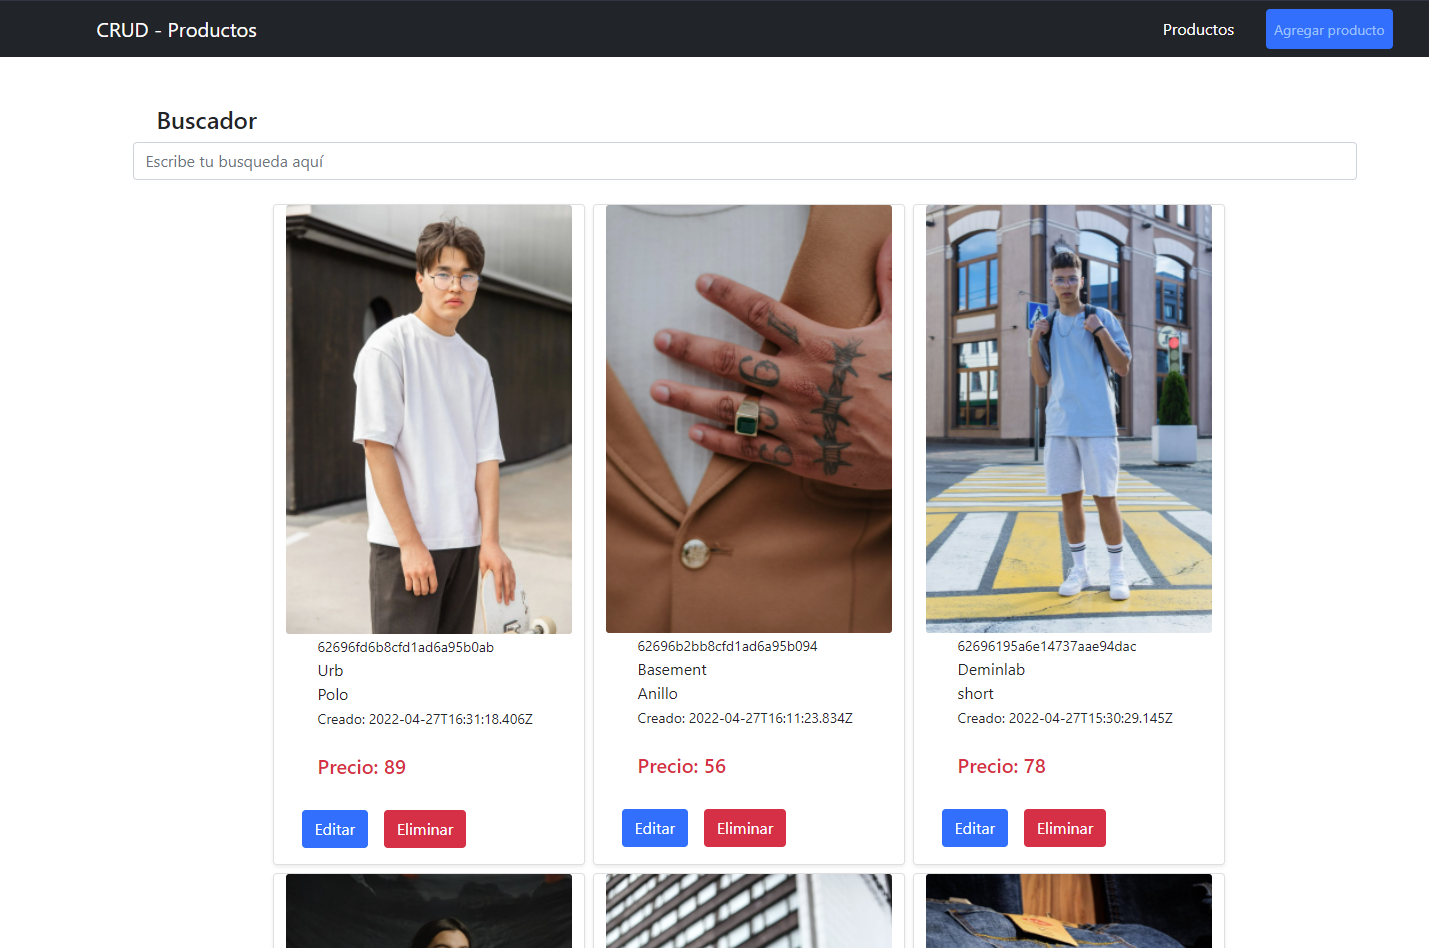 CRUD - Productos
Productos
Agregar producto
Buscador
Escribe tu busqueda aquí
62696fd6b8cfd1ad6a95b0ab
Urb
Polo
Creado: 2022-04-27T16:31:18.406Z
Precio: 89
Editar
Eliminar
62696b2bb8cfd1ad6a95b094
Basement
Anillo
Creado: 2022-04-27T16:11:23.834Z
Precio: 56
Editar
Eliminar
62696195a6e14737aae94dac
Deminlab
short
Creado: 2022-04-27T15:30:29.145Z
Precio: 78
Editar
Eliminar